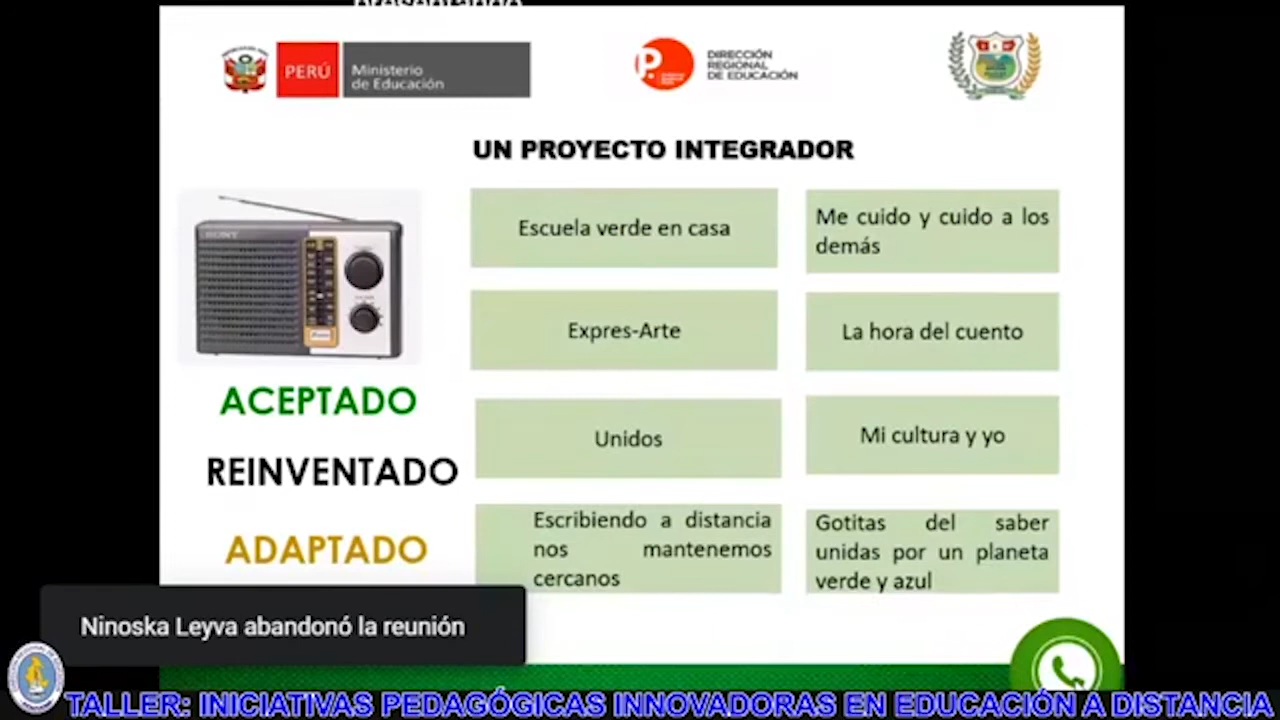 PERÚ
Ministerio
de Educación
P.
DIRECCIÓN
REGIONAL
DE EDUCACIÓN
UN PROYECTO INTEGRADOR
SONY
Escuela verde en casa
Me cuido y cuido a los
demás
Expres-Arte
La hora del cuento
ACEPTADO
Unidos
Mi cultura y yo
REINVENTADO
ADAPTADO
Escribiendo a distancia
nos mantenemos
cercanos
Gotitas del saber
unidas por un planeta
verde y azul
Ninoska Leyva abandonó la reunión
TALLER: INICIATIVAS PEDAGÓGICAS INNOVADORAS EN EDUCACIÓN A DISTANCIA